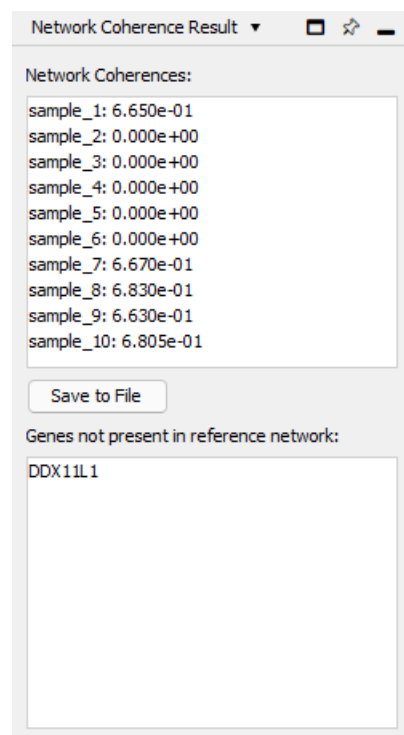 Network Coherence Result
Network Coherences:
sample_1: 6.650e-01
sample_2: 0.000e+00
sample_3: 0.000e+00
sample_4: 0.000e+00
sample_5: 0.000e+00
sample_6: 0.000e+00
sample_7: 6.670e-01
sample_8: 6.830e-01
sample_9: 6.630e-01
sample_10: 6.805e-01
Save to File
Genes not present in reference network:
DDX11L1